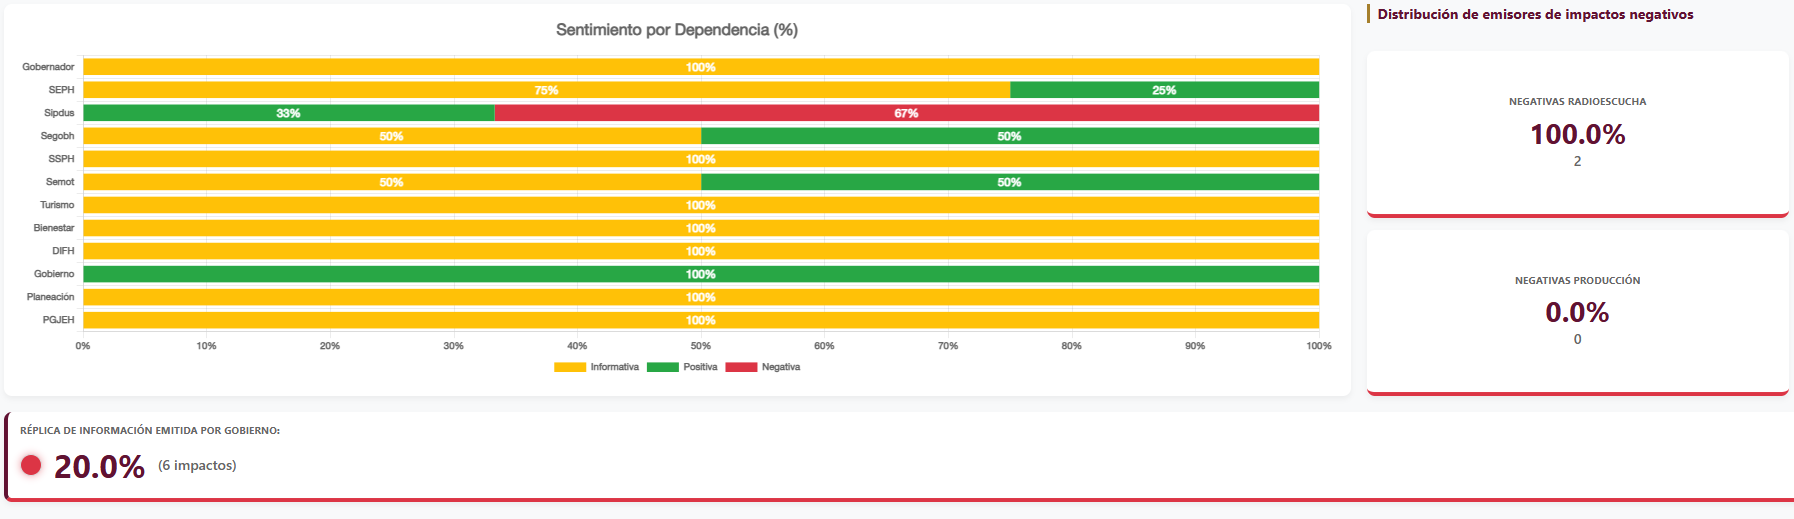 Sentimiento por Dependencia (%)
Gobernador 100%
SEPH 75% 25%
Sipdus 33% 67%
Segobh 50% 50%
SSPH 100%
Semot 50% 50%
Turismo 100%
Bienestar 100%
DIFH 100%
Gobierno 100%
Planeación 100%
PGJEH 100%
0% 10% 20% 30% 40% 50% 60% 70% 80% 90% 100%
Informativa Positiva Negativa
Distribución de emisores de impactos negativos
NEGATIVAS RADIOESCUCHA
100.0%
2
NEGATIVAS PRODUCCIÓN
0.0%
0
RÉPLICA DE INFORMACIÓN EMITIDA POR GOBIERNO:
20.0% (6 impactos)